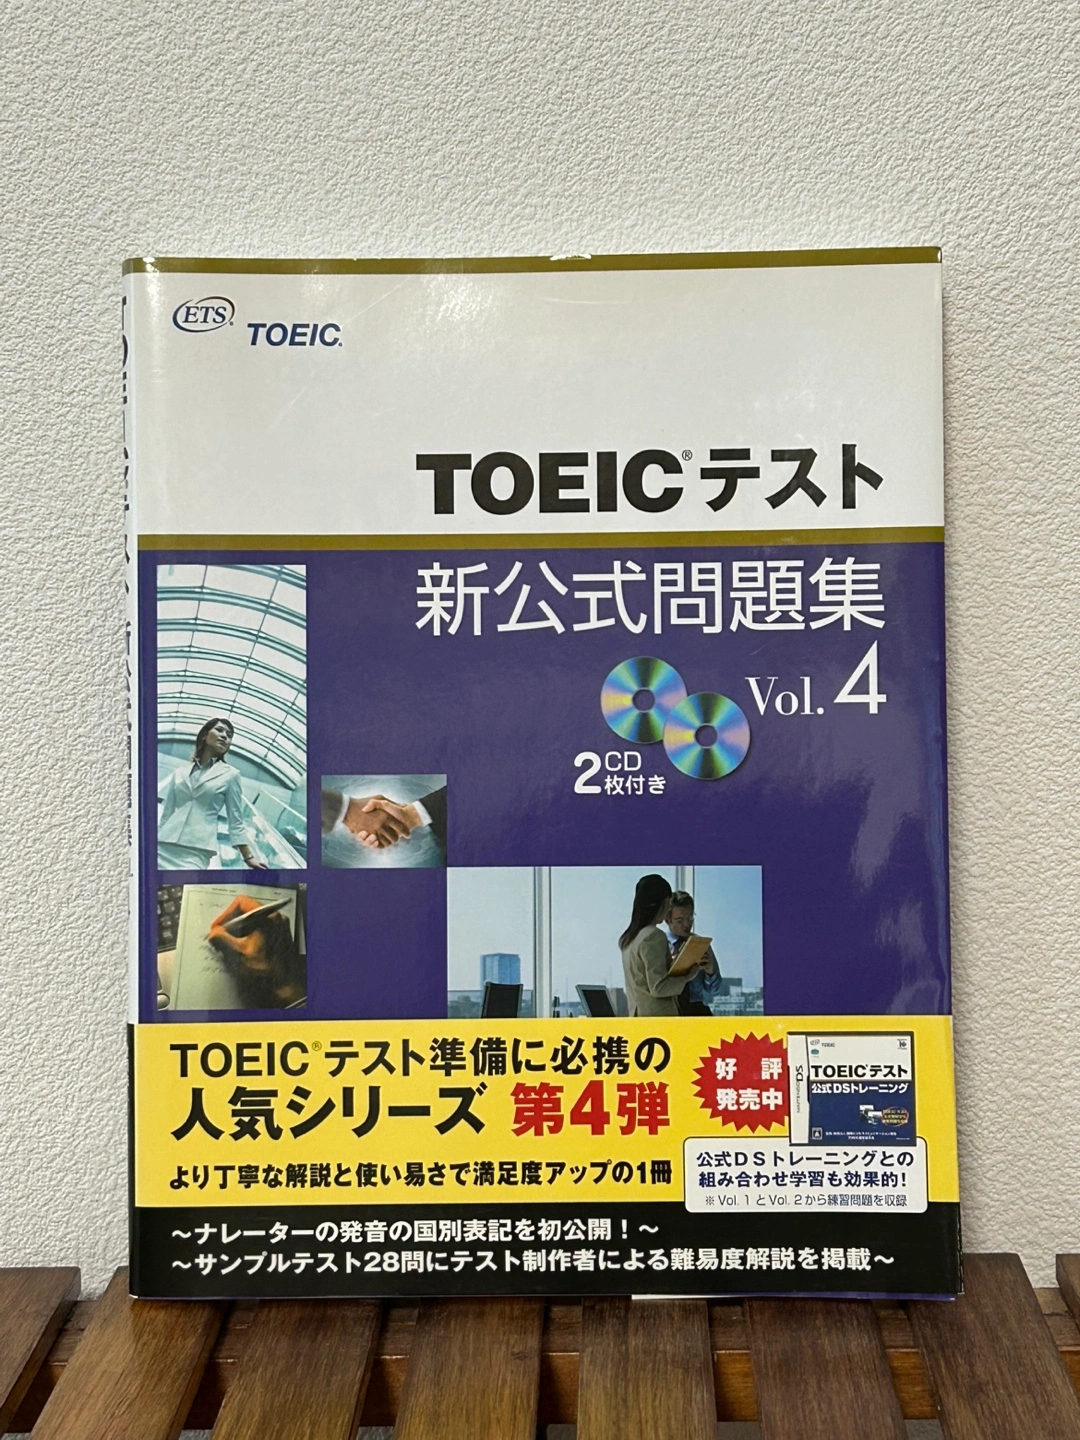 ETS®
TOEIC®
TOEIC®テスト
新公式問題集
Vol.4
2CD
枚付き
TOEIC®テスト準備に必携の
人気シリーズ 第4弾
より丁寧な解説と使い易さで満足度アップの1冊
好評
発売中
NINTENDO DS
TOEIC®テスト
公式DSトレーニング
公式DSトレーニングとの
組み合わせ学習も効果的!
※Vol.1とVol.2から練習問題を収録
~ナレーターの発音の国別表記を初公開!~
~サンプルテスト28問にテスト制作者による難易度解説を掲載~